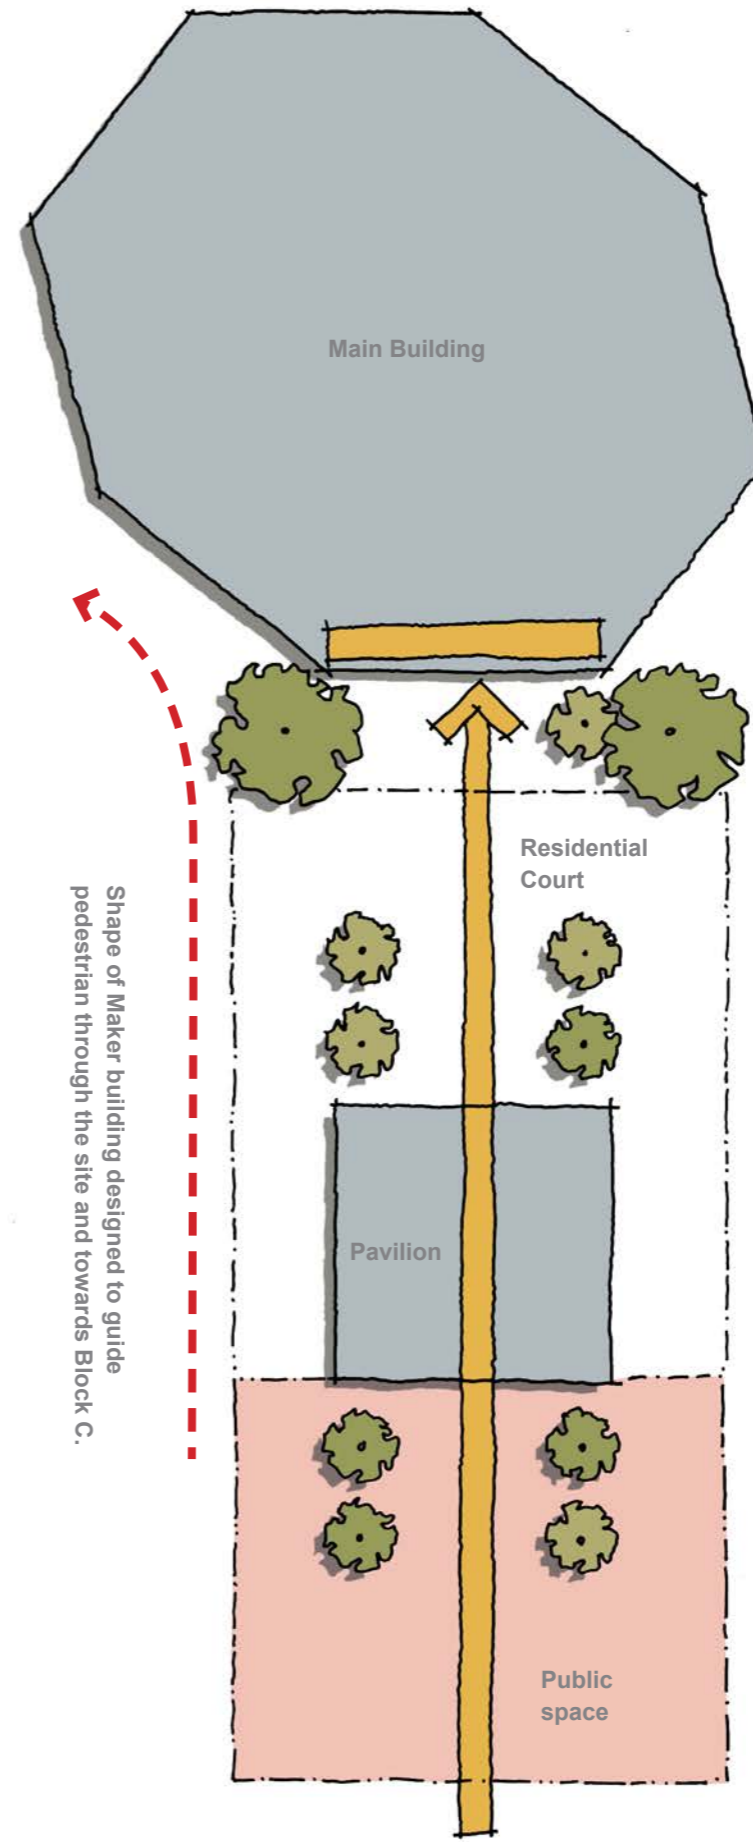 Main Building
Residential
Court
Shape of Maker building designed to guide
pedestrian through the site and towards Block C.
Pavilion
Public
space